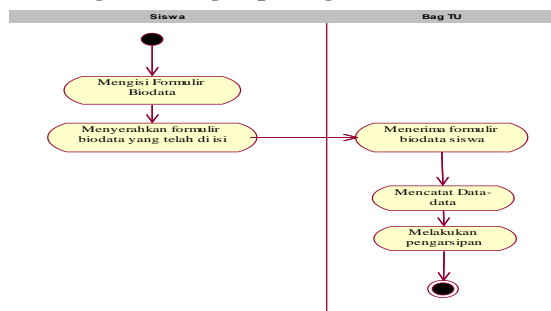 Siswa
Bag TU
Mengisi Formulir
Biodata
Menyerahkan formulir
biodata yang telah di isi
Menerima formulir
biodata siswa
Mencatat Data-
data
Melakukan
pengarsipan